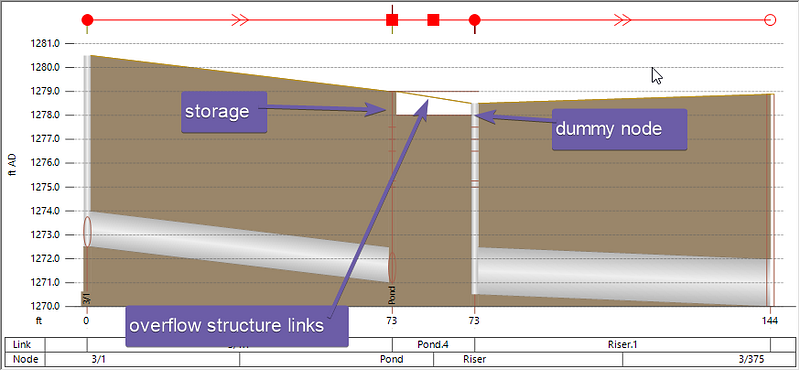 1281.0
1280.0
1279.0
1278.0
1277.0
1276.0
1275.0
1274.0
1273.0
1272.0
1271.0
1270.0
ft AD
storage
dummy node
overflow structure links
3/1
Pond
ft 0 73 73 144
Link Pond.4 Riser.1
Node 3/1 Pond Riser 3/375